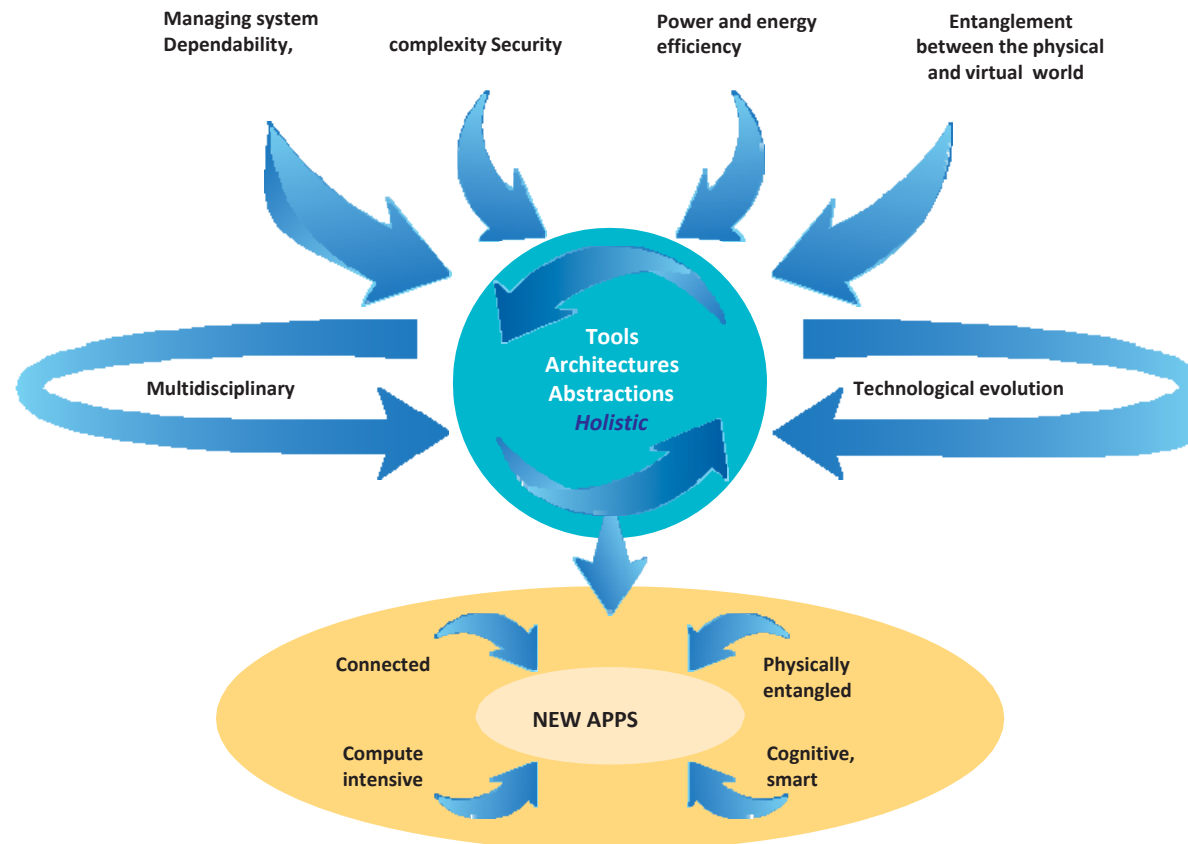 Managing system
Dependability,
complexity Security
Power and energy
efficiency
Entanglement
between the physical
and virtual world
Multidisciplinary
Tools
Architectures
Abstractions
Holistic
Technological evolution
Connected
Physically
entangled
NEW APPS
Compute
intensive
Cognitive,
smart